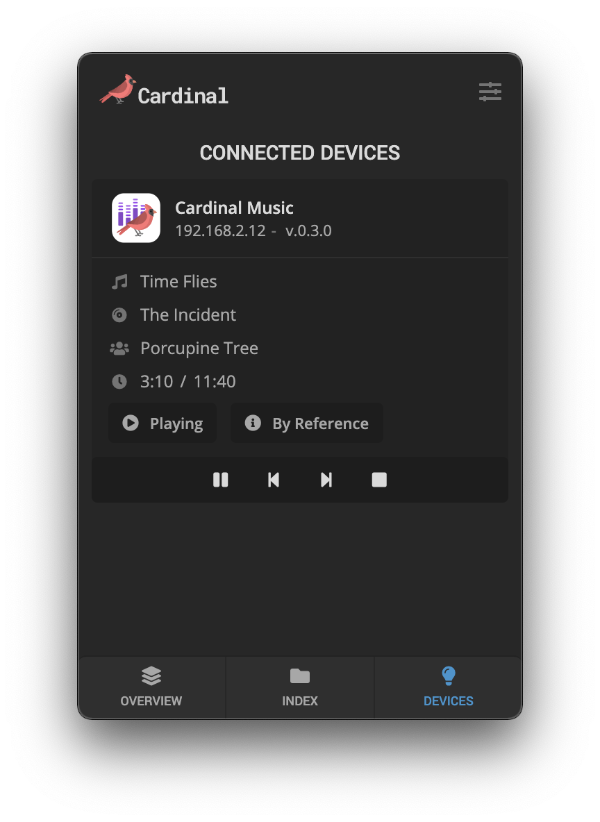 Cardinal
CONNECTED DEVICES
Cardinal Music
192.168.2.12 - v.0.3.0
Time Flies
The Incident
Porcupine Tree
3:10 / 11:40
Playing By Reference
OVERVIEW INDEX DEVICES